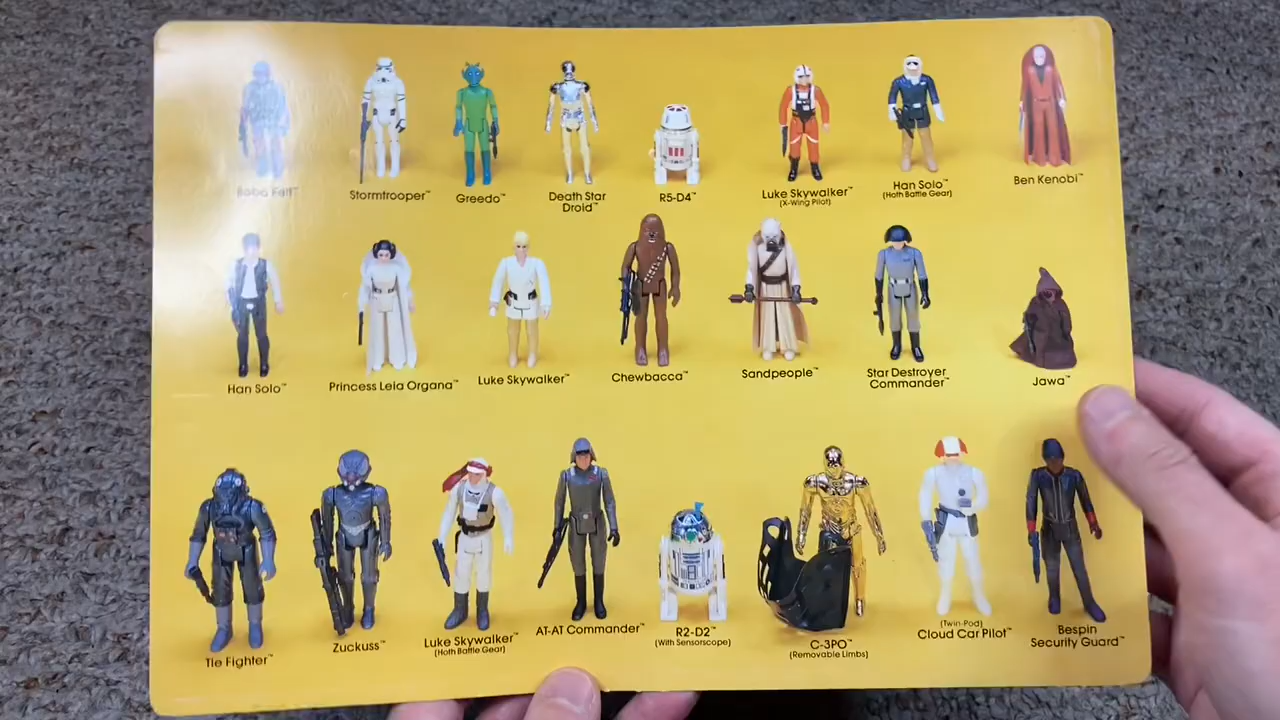 Boba Fett™
Stormtrooper™
Greedo™
Death Star
Droid™
R5-D4™
Luke Skywalker™
(X-Wing Pilot)
Han Solo™
(Hoth Battle Gear)
Ben Kenobi™
Han Solo™
Princess Leia Organa™
Luke Skywalker™
Chewbacca™
Sandpeople™
Star Destroyer
Commander™
Jawa™
Tie Fighter™
Zuckuss™
Luke Skywalker™
(Hoth Battle Gear)
AT-AT Commander™
R2-D2™
(With Sensorscope)
C-3PO™
(Removable Limbs)
(Twin-Pod)
Cloud Car Pilot™
Bespin
Security Guard™